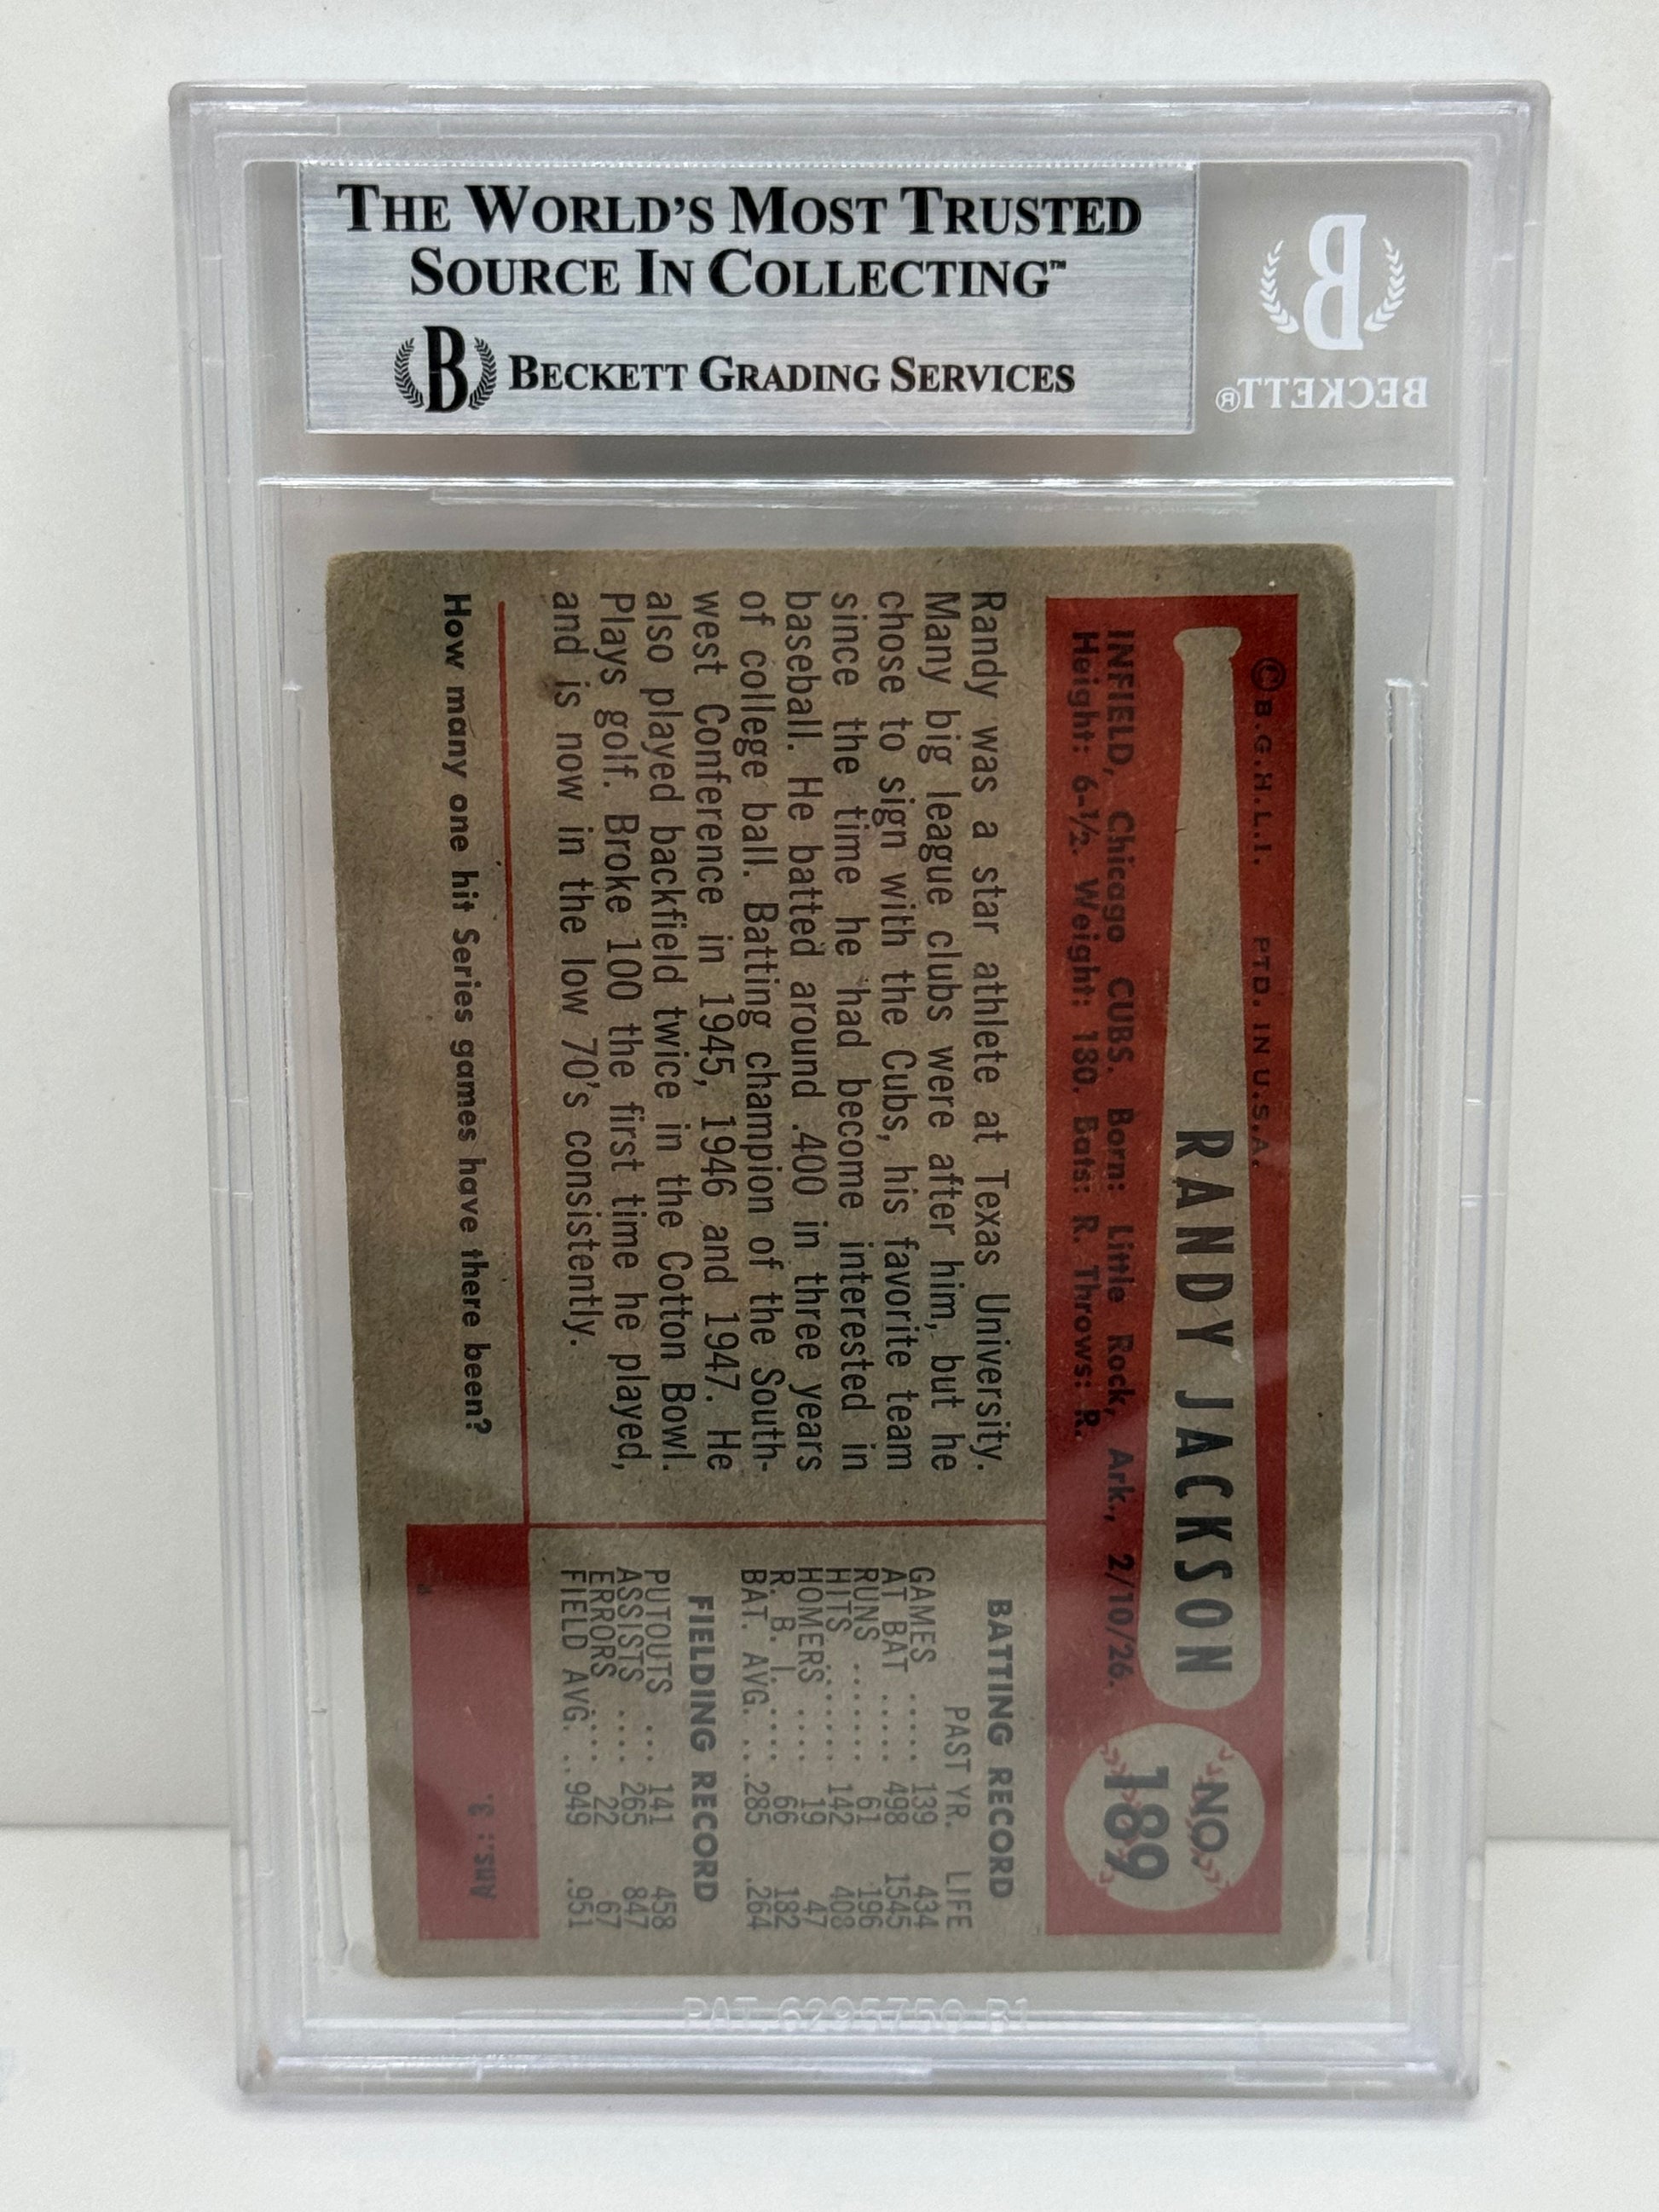 THE WORLD'S MOST TRUSTED
SOURCE IN COLLECTING™
B BECKETT GRADING SERVICES
B
BECKETT®
© B.G.H.L.I. PTD. IN U.S.A.
RANDY JACKSON
NO.
189
INFIELD, Chicago CUBS. Born: Little Rock, Ark., 2/10/26.
Height: 6-½. Weight: 180. Bats: R. Throws: R.
Randy was a star athlete at Texas University.
Many big league clubs were after him, but he
chose to sign with the Cubs, his favorite team
since the time he had become interested in
baseball. He batted around .400 in three years
of college ball. Batting champion of the South-
west Conference in 1945, 1946 and 1947. He
also played backfield twice in the Cotton Bowl.
Plays golf. Broke 100 the first time he played,
and is now in the low 70's consistently.
BATTING RECORD
PAST YR. LIFE
GAMES ..... 139 434
AT BAT ..... 498 1545
RUNS ....... 61 196
HITS ....... 142 408
HOMERS .... 19 47
R. B. I. ..... 66 182
BAT. AVG. .. .285 .264
FIELDING RECORD
PUTOUTS ... 141 458
ASSISTS .... 265 847
ERRORS .... 22 67
FIELD AVG. .. .949 .951
How many one hit Series games have there been?
Ans.: 3.
PAT. 6295750 B1